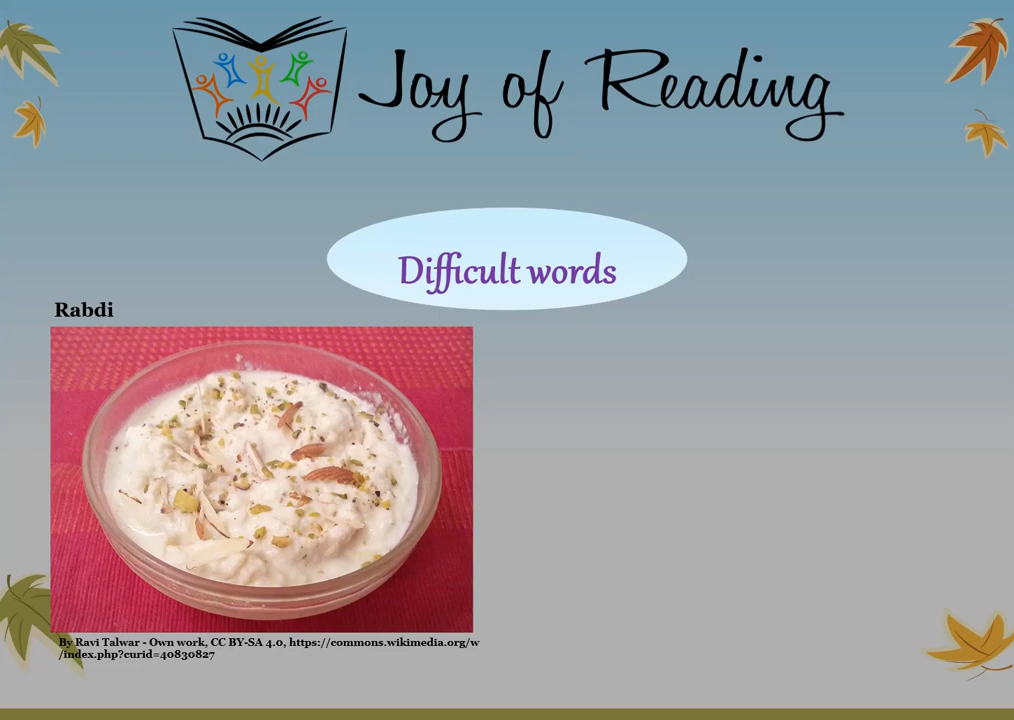 Joy of Reading
Difficult words
Rabdi
By Ravi Talwar - Own work, CC BY-SA 4.0, https://commons.wikimedia.org/w
/index.php?curid=40830827